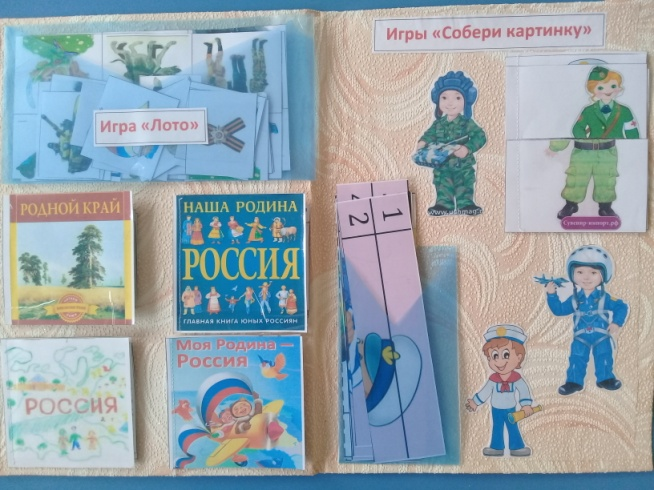 Игра «Лото»
РОДНОЙ КРАЙ
НАША РОДИНА
РОССИЯ
ГЛАВНАЯ КНИГА ЮНЫХ РОССИЯН
РОССИЯ
Моя Родина –
Россия
Игры «Собери картинку»
1
2